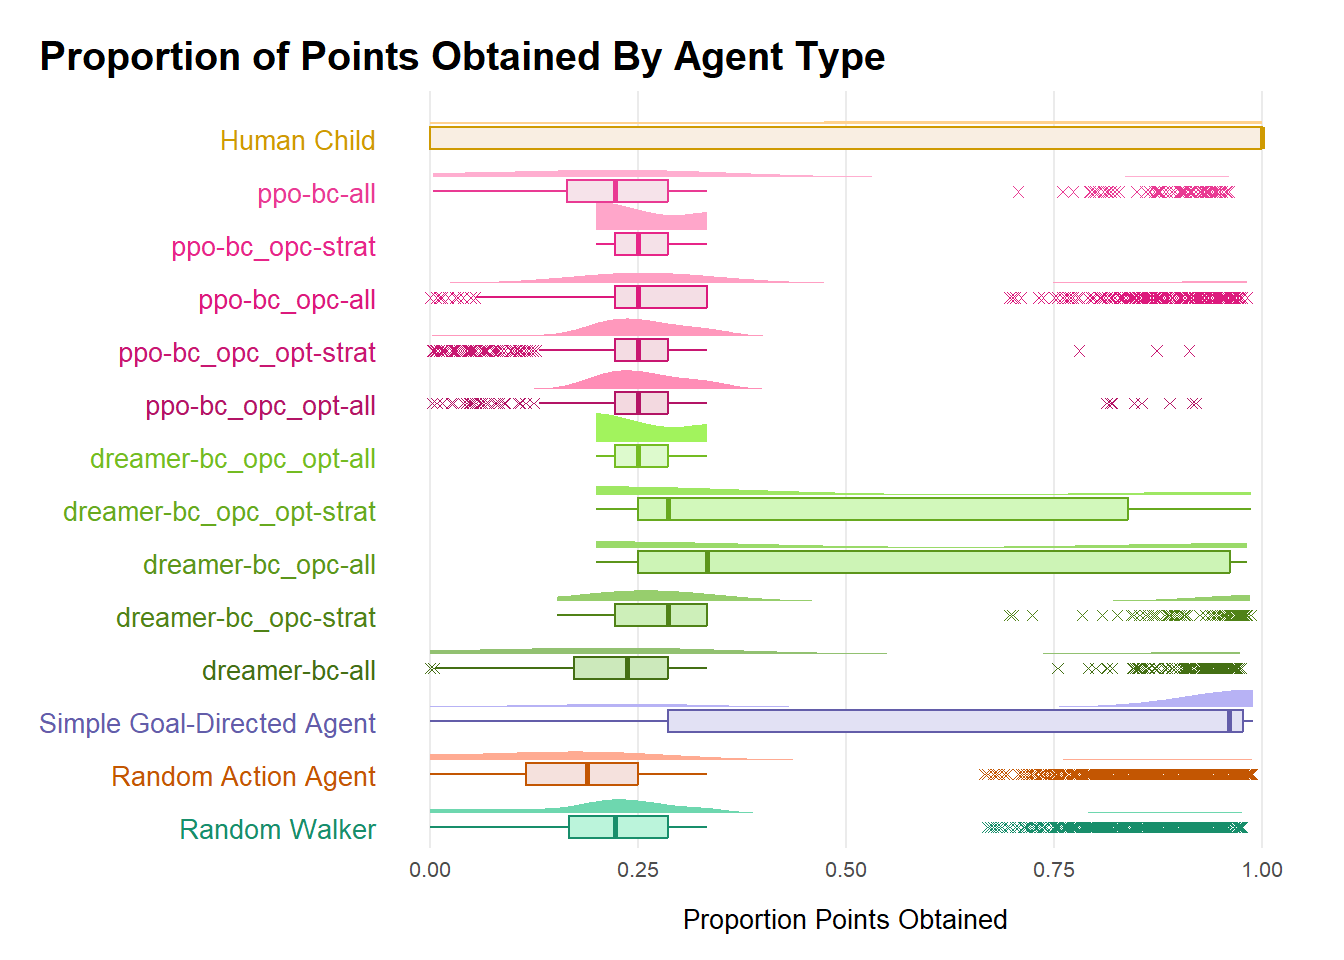 Proportion of Points Obtained By Agent Type
Human Child
ppo-bc-all
ppo-bc_opc-strat
ppo-bc_opc-all
ppo-bc_opc_opt-strat
ppo-bc_opc_opt-all
dreamer-bc_opc_opt-all
dreamer-bc_opc_opt-strat
dreamer-bc_opc-all
dreamer-bc_opc-strat
dreamer-bc-all
Simple Goal-Directed Agent
Random Action Agent
Random Walker
0.00 0.25 0.50 0.75 1.00
Proportion Points Obtained